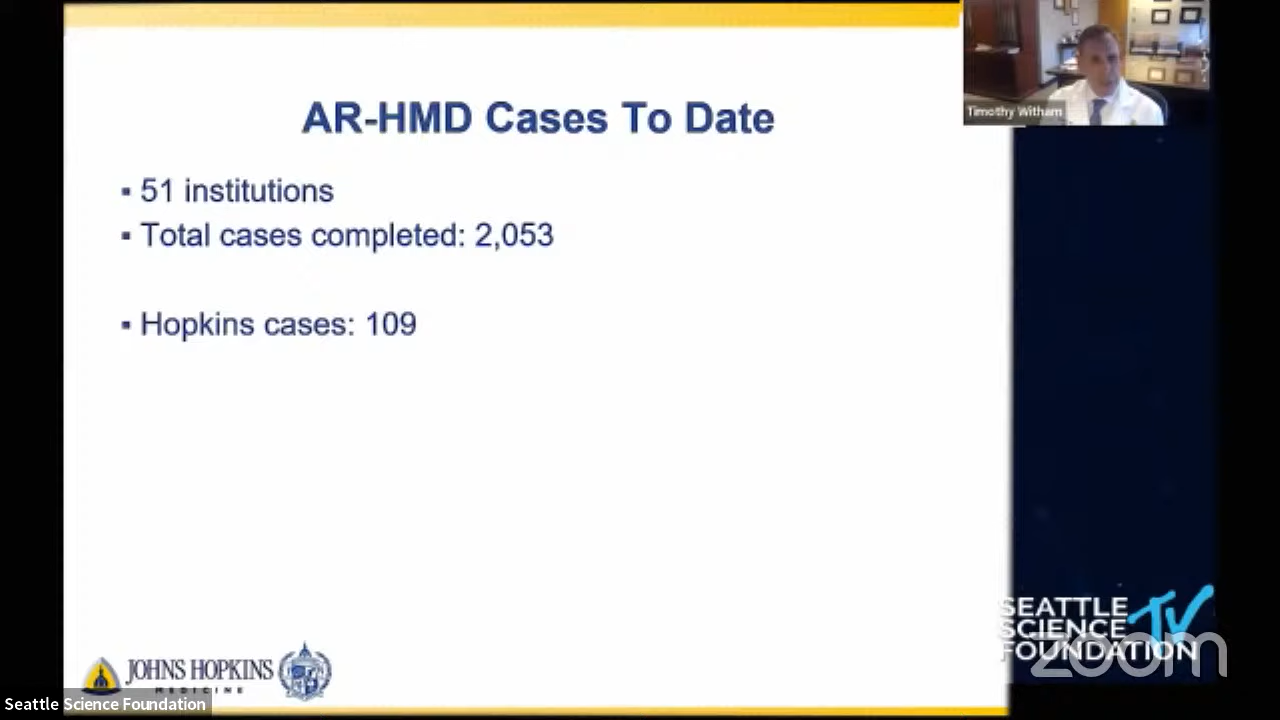 AR-HMD Cases To Date
Timothy Witham
▪ 51 institutions
▪ Total cases completed: 2,053
▪ Hopkins cases: 109
JOHNS HOPKINS
MEDICINE
Seattle Science Foundation
SEATTLE
SCIENCE
FOUNDATION
TV
zoom